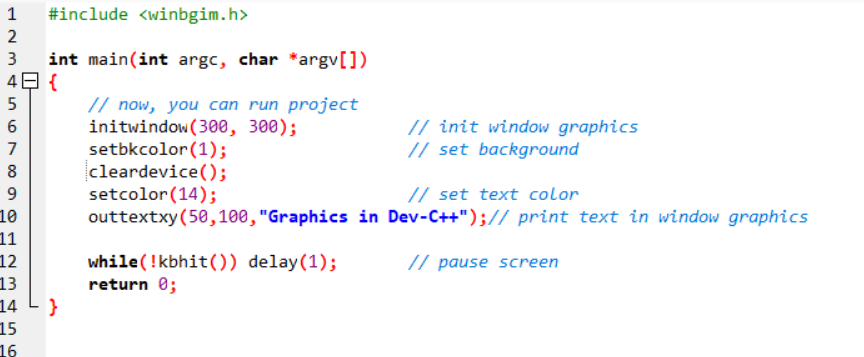 1 #include <winbgim.h>
2
3 int main(int argc, char *argv[])
4 {
5     // now, you can run project
6     initwindow(300, 300);           // init window graphics
7     setbkcolor(1);                  // set background
8     cleardevice();
9     setcolor(14);                   // set text color
10     outtextxy(50,100,"Graphics in Dev-C++");// print text in window graphics
11
12     while(!kbhit()) delay(1);       // pause screen
13     return 0;
14 }
15
16